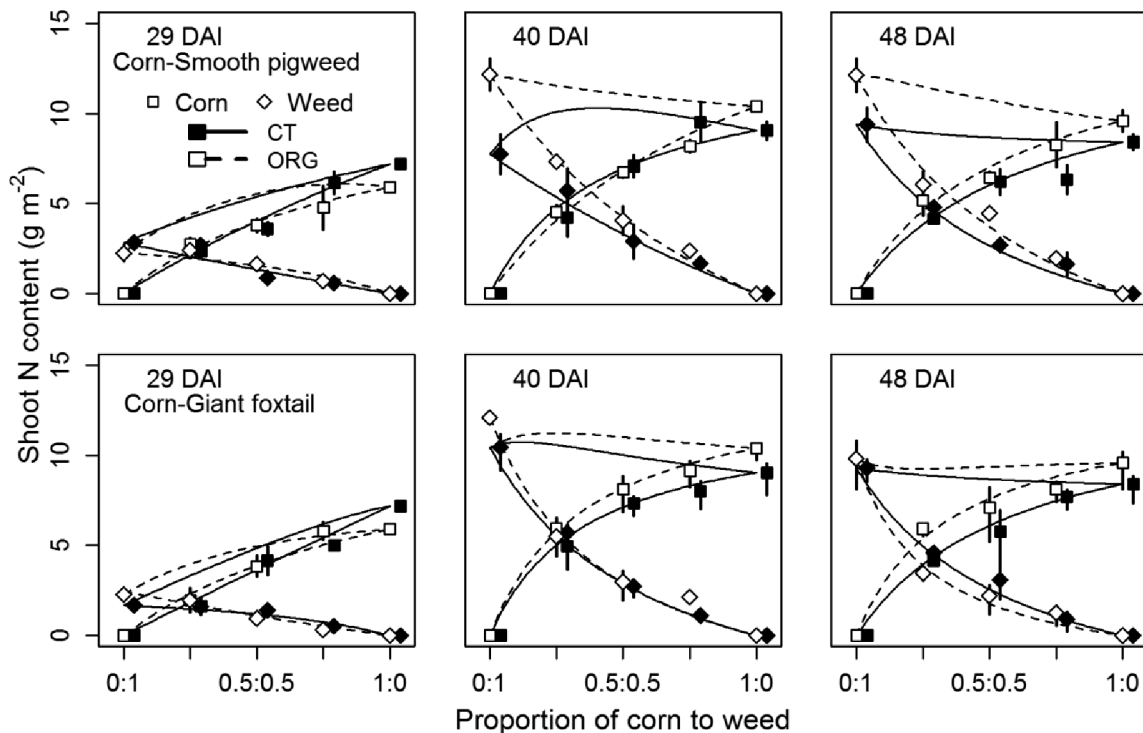 Shoot N content (g m-2)
15
10
5
0
29 DAI
Corn-Smooth pigweed
Corn Weed
CT
ORG
40 DAI
48 DAI
15
10
5
0
29 DAI
Corn-Giant foxtail
40 DAI
48 DAI
0:1 0.5:0.5 1:0
0:1 0.5:0.5 1:0
0:1 0.5:0.5 1:0
Proportion of corn to weed